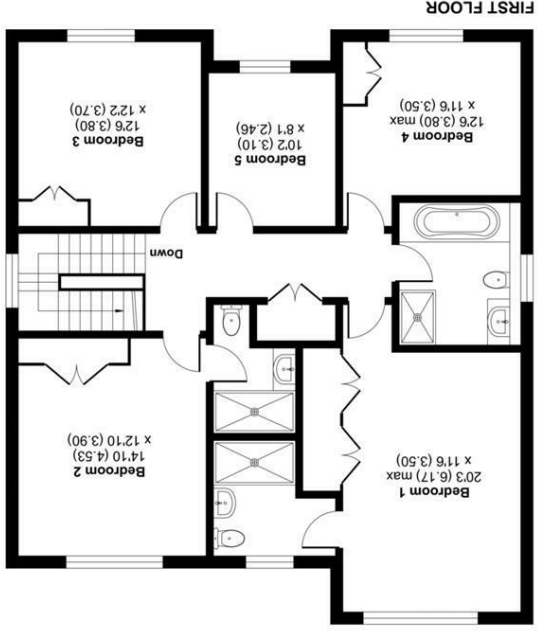 Bedroom 1
20'3 (6.17) max
x 11'6 (3.50)
Bedroom 2
14'10 (4.53)
x 12'10 (3.90)
Down
Bedroom 4
12'6 (3.80) max
x 11'6 (3.50)
Bedroom 5
10'2 (3.10)
x 8'1 (2.46)
Bedroom 3
12'6 (3.80)
x 12'2 (3.70)
FIRST FLOOR